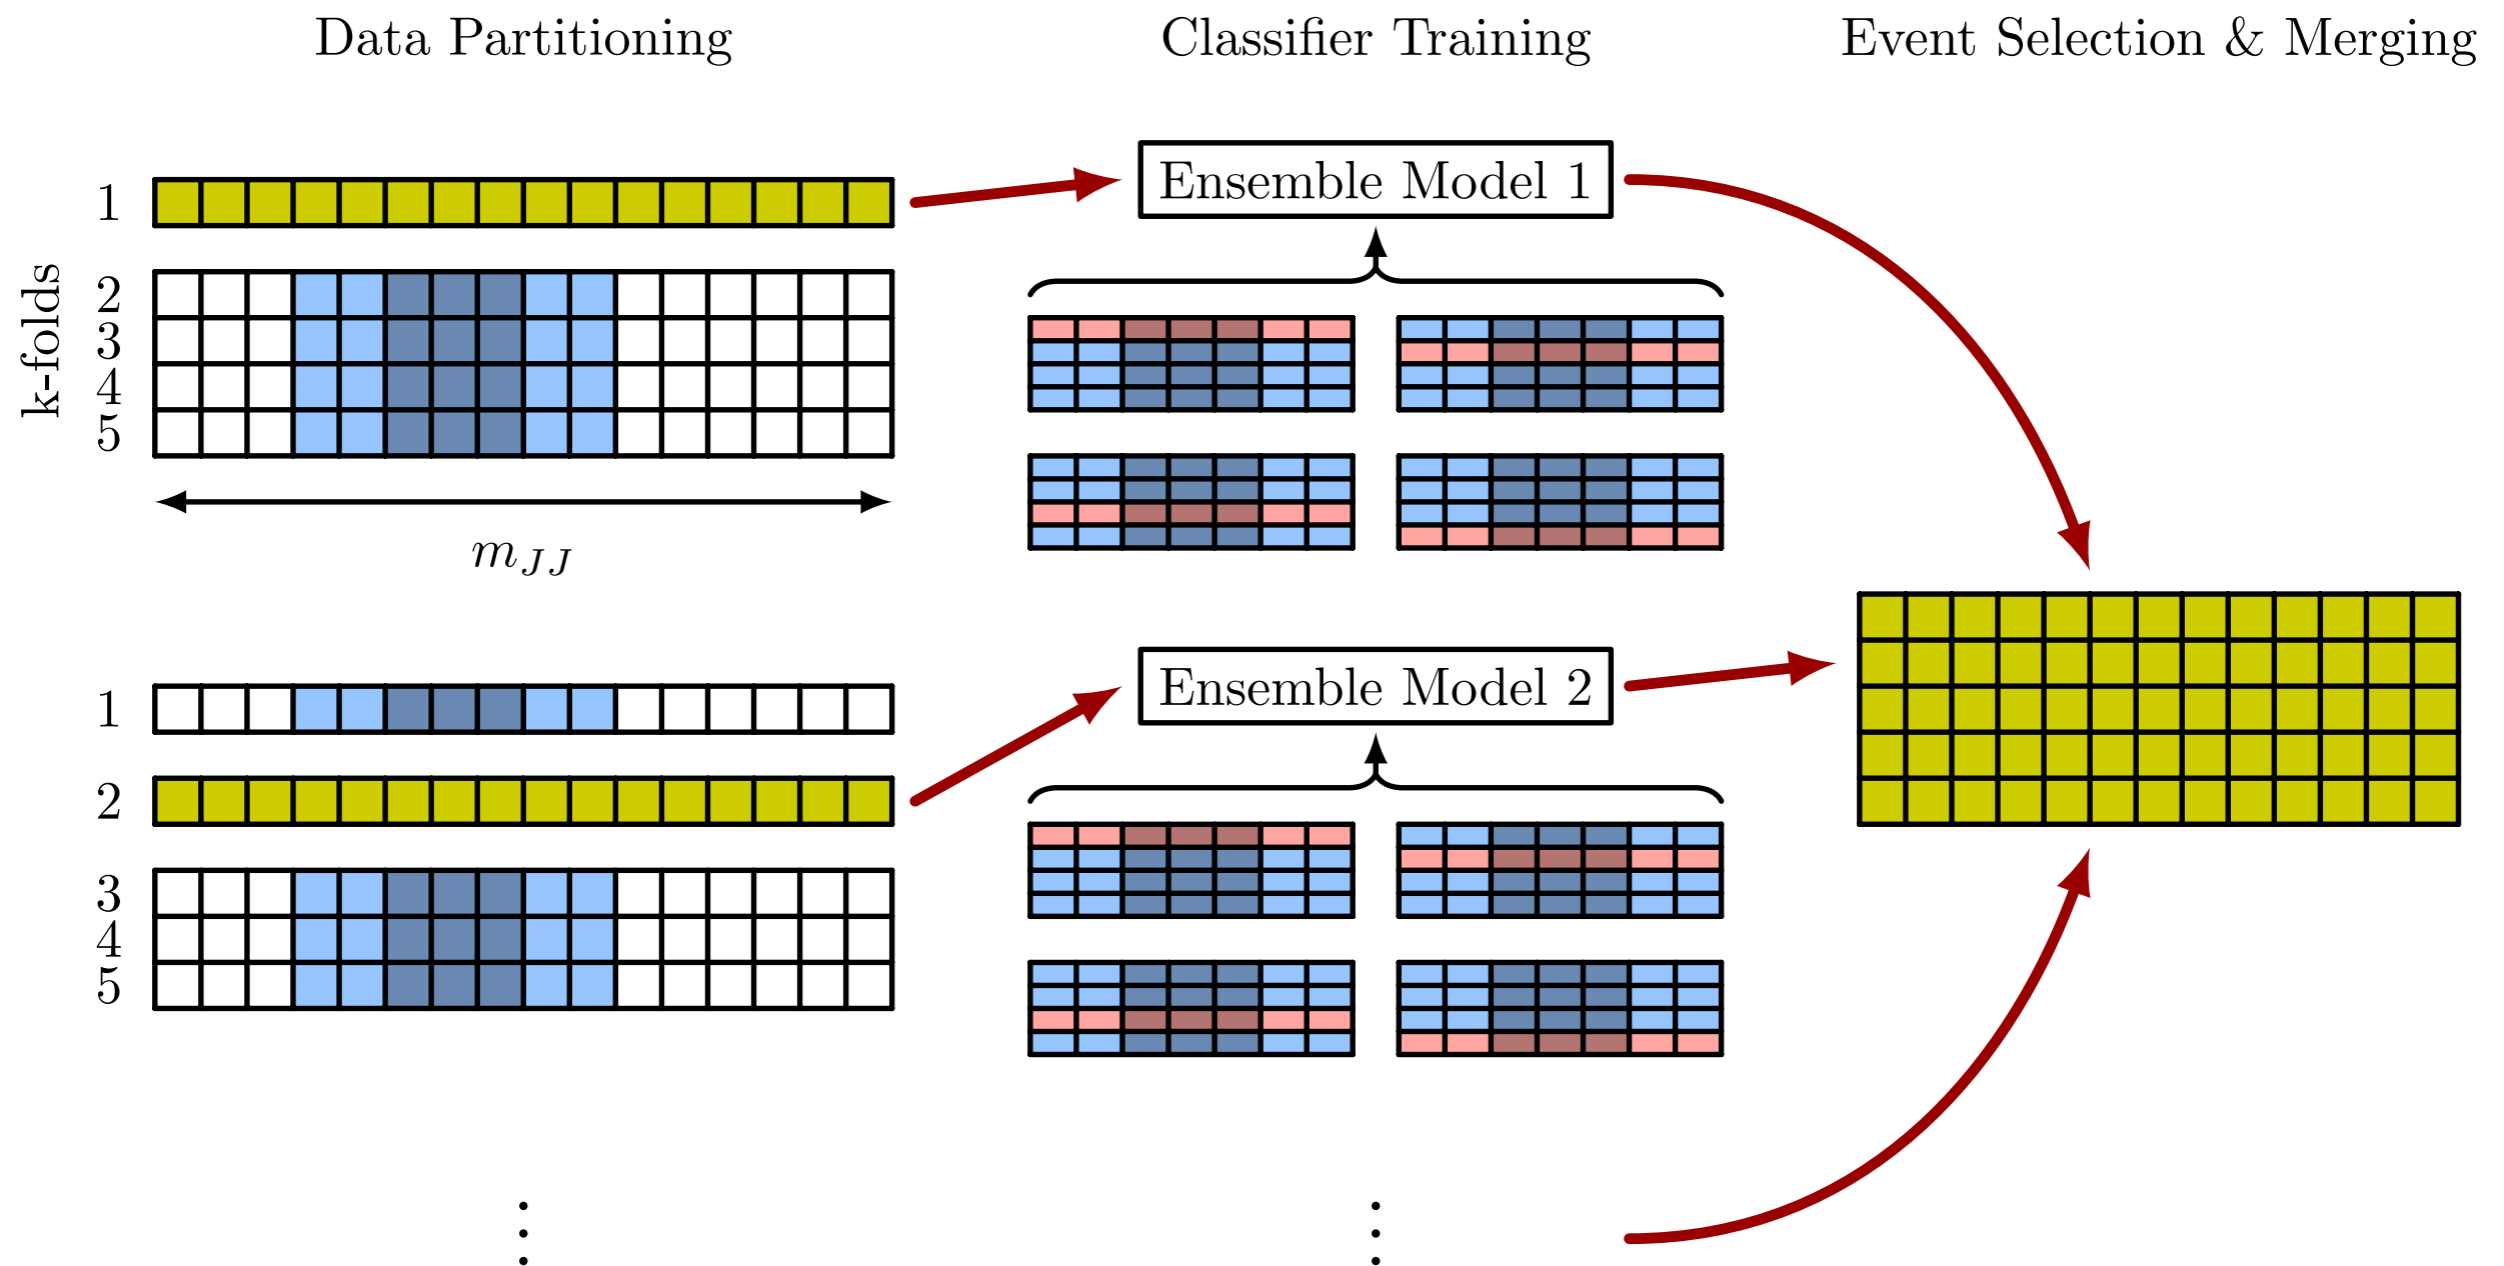 Data Partitioning
Classifier Training
Event Selection & Merging
k-folds
1
2
3
4
5
m_{JJ}
Ensemble Model 1
1
2
3
4
5
Ensemble Model 2
⋮
⋮